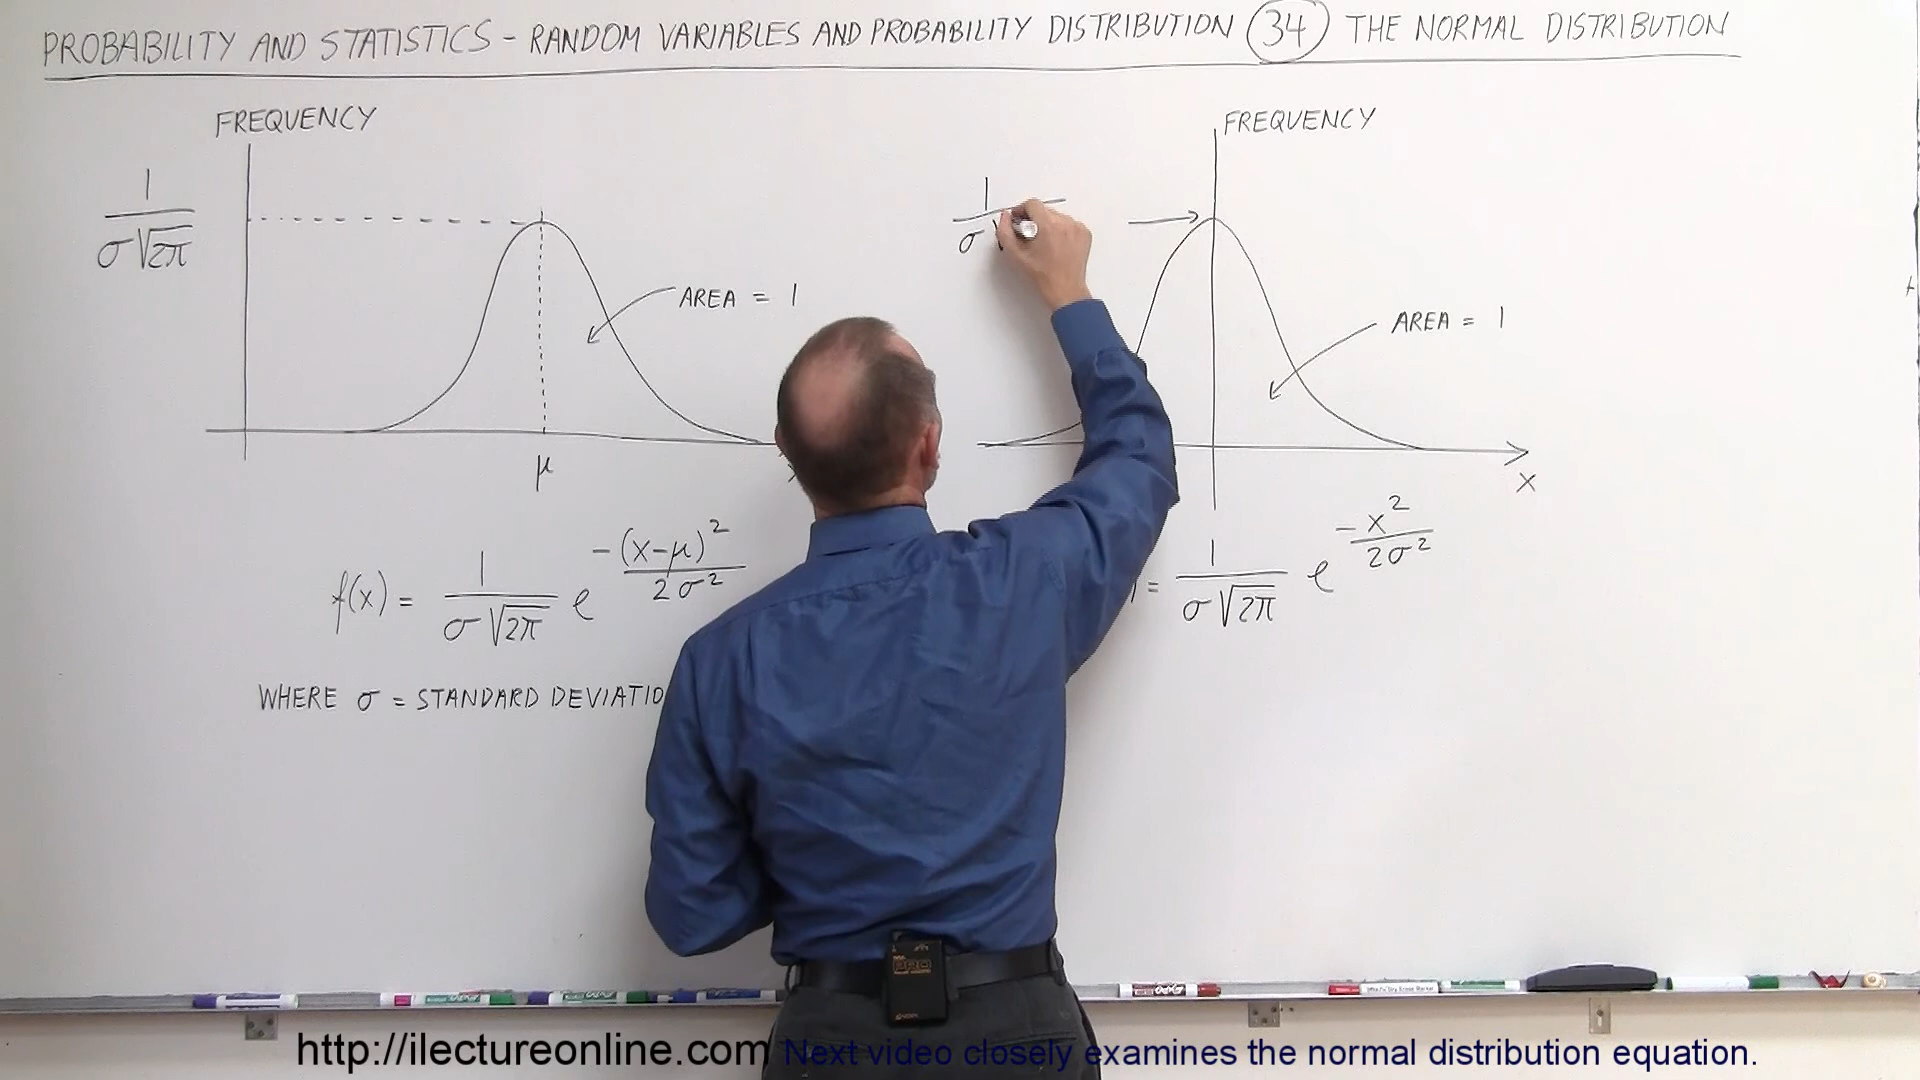 PROBABILITY AND STATISTICS - RANDOM VARIABLES AND PROBABILITY DISTRIBUTION 34 THE NORMAL DISTRIBUTION
FREQUENCY
1
σ√2π
AREA = 1
μ
f(x) = 1/(σ√2π) e^(-(x-μ)²/2σ²)
WHERE σ = STANDARD
FREQUENCY
1
σ
AREA = 1
x
= 1/(σ√2π) e^(-x²/2σ²)
PRO
http://ilectureonline.com Next video closely examines the normal distribution equation.